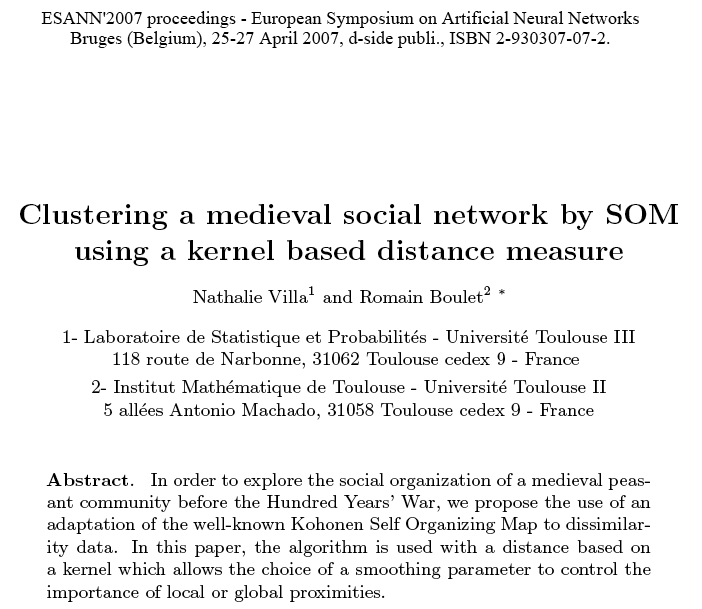 ESANN'2007 proceedings - European Symposium on Artificial Neural Networks
Bruges (Belgium), 25-27 April 2007, d-side publi., ISBN 2-930307-07-2.
Clustering a medieval social network by SOM
using a kernel based distance measure
Nathalie Villa¹ and Romain Boulet² *
1- Laboratoire de Statistique et Probabilités - Université Toulouse III
118 route de Narbonne, 31062 Toulouse cedex 9 - France
2- Institut Mathématique de Toulouse - Université Toulouse II
5 allées Antonio Machado, 31058 Toulouse cedex 9 - France
Abstract. In order to explore the social organization of a medieval peas-
ant community before the Hundred Years' War, we propose the use of an
adaptation of the well-known Kohonen Self Organizing Map to dissimilar-
ity data. In this paper, the algorithm is used with a distance based on
a kernel which allows the choice of a smoothing parameter to control the
importance of local or global proximities.